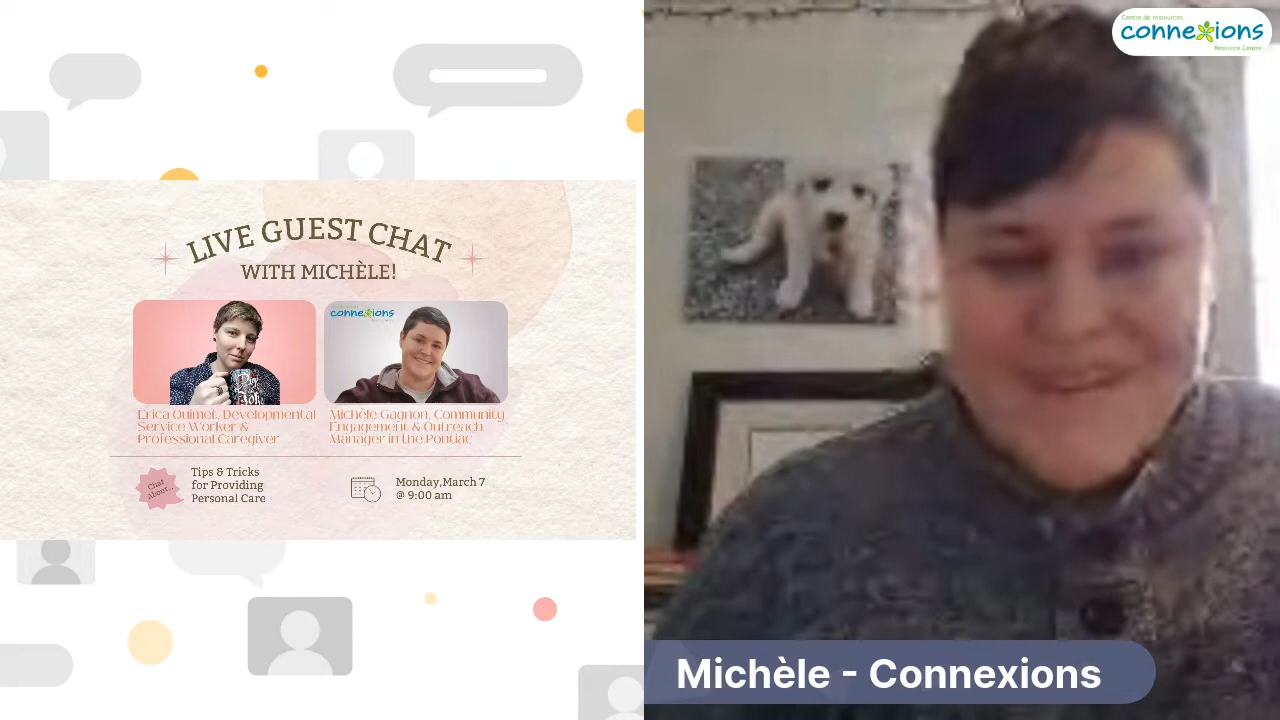 LIVE GUEST CHAT
WITH MICHÈLE!
connexions
Erica Ouimet, Developmental
Service Worker &
Professional Caregiver
Michèle Gagnon, Community
Engagement & Outreach
Manager in the Pontiac
Chat
About...
Tips & Tricks
for Providing
Personal Care
Monday, March 7
@ 9:00 am
Centre de ressources
connexions
Resource Centre
Michèle - Connexions